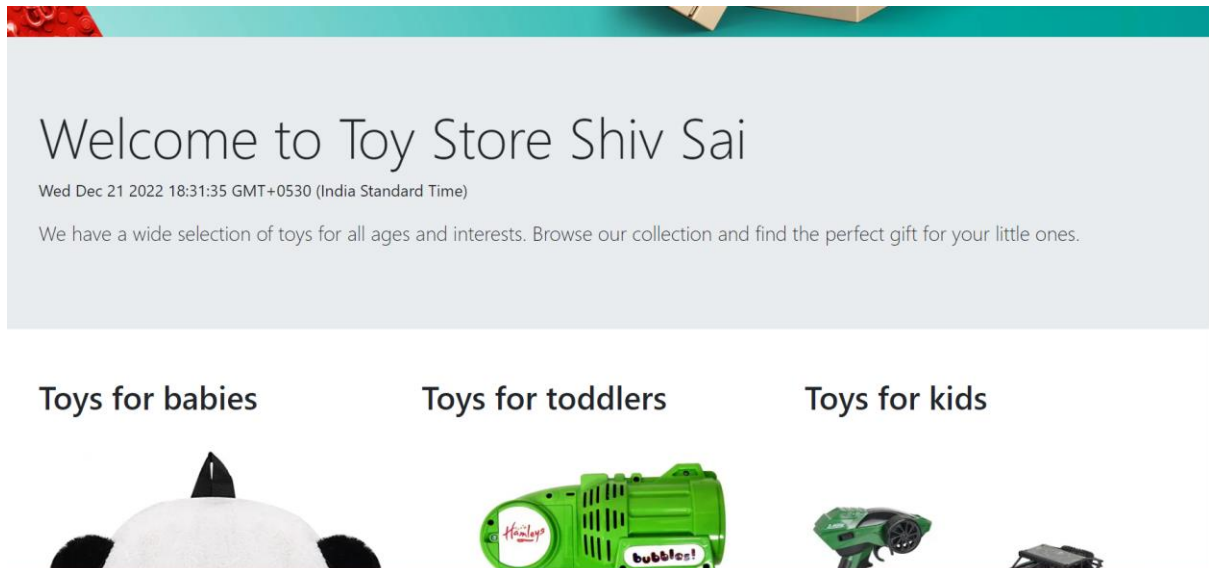 Welcome to Toy Store Shiv Sai
Wed Dec 21 2022 18:31:35 GMT+0530 (India Standard Time)
We have a wide selection of toys for all ages and interests. Browse our collection and find the perfect gift for your little ones.
Toys for babies
Toys for toddlers
Toys for kids
Hamleys
bubbles!